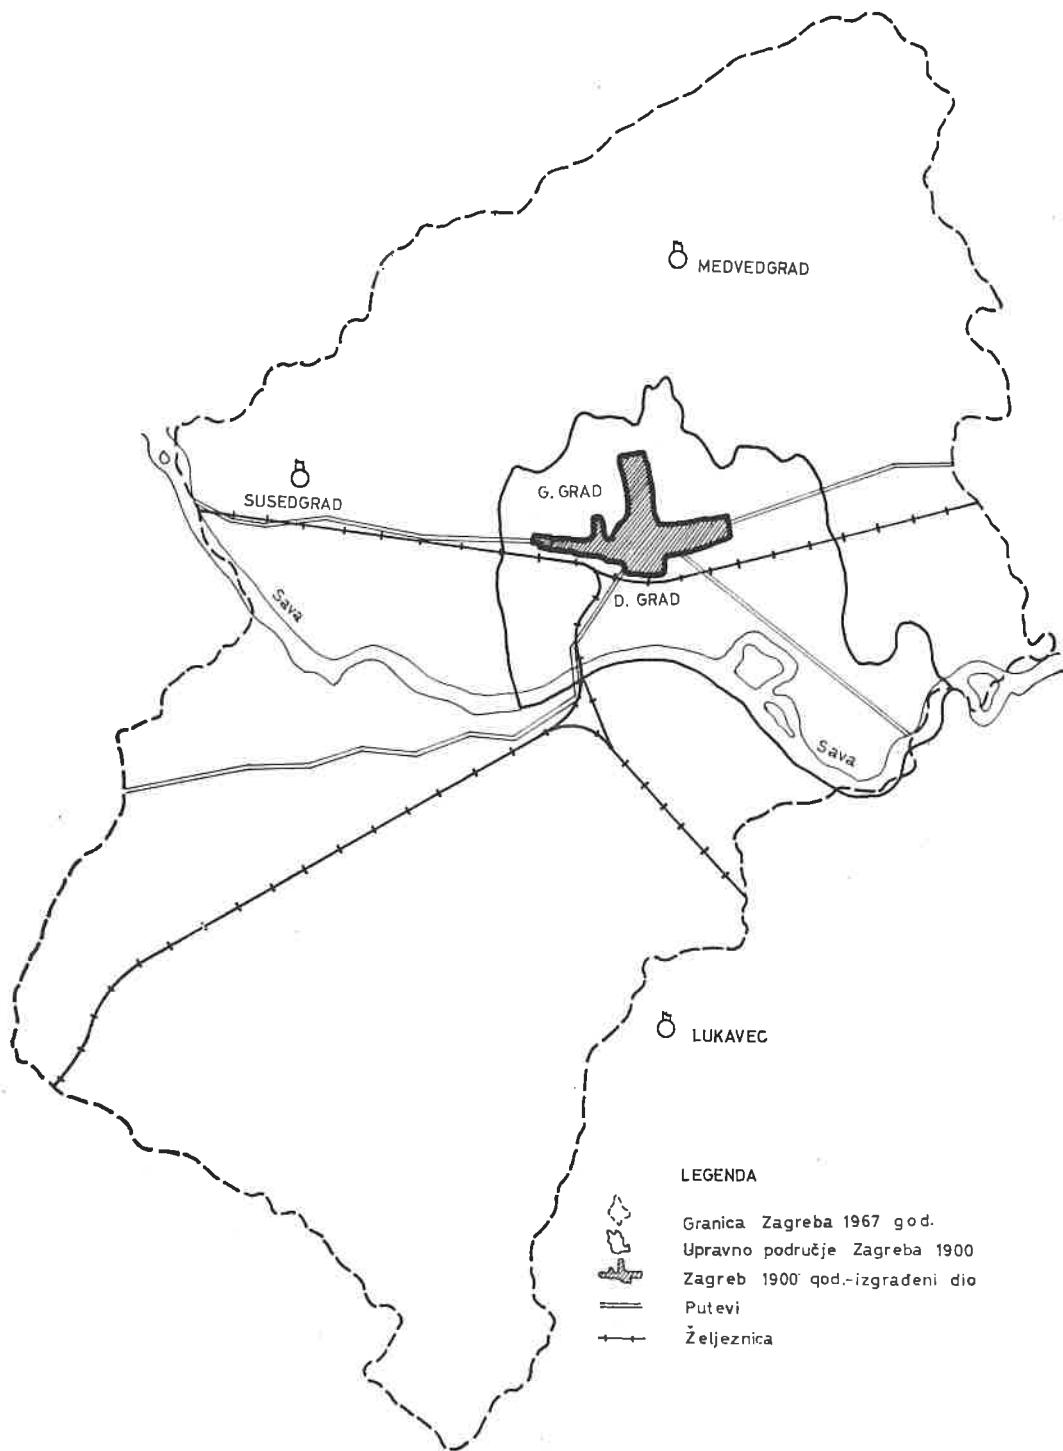 MEDVEDGRAD
SUSEDGRAD
G. GRAD
D. GRAD
Sava
Sava
LUKAVEC
LEGENDA
Granica Zagreba 1967 god.
Upravno područje Zagreba 1900
Zagreb 1900 god.-izgrađeni dio
Putevi
Željeznica